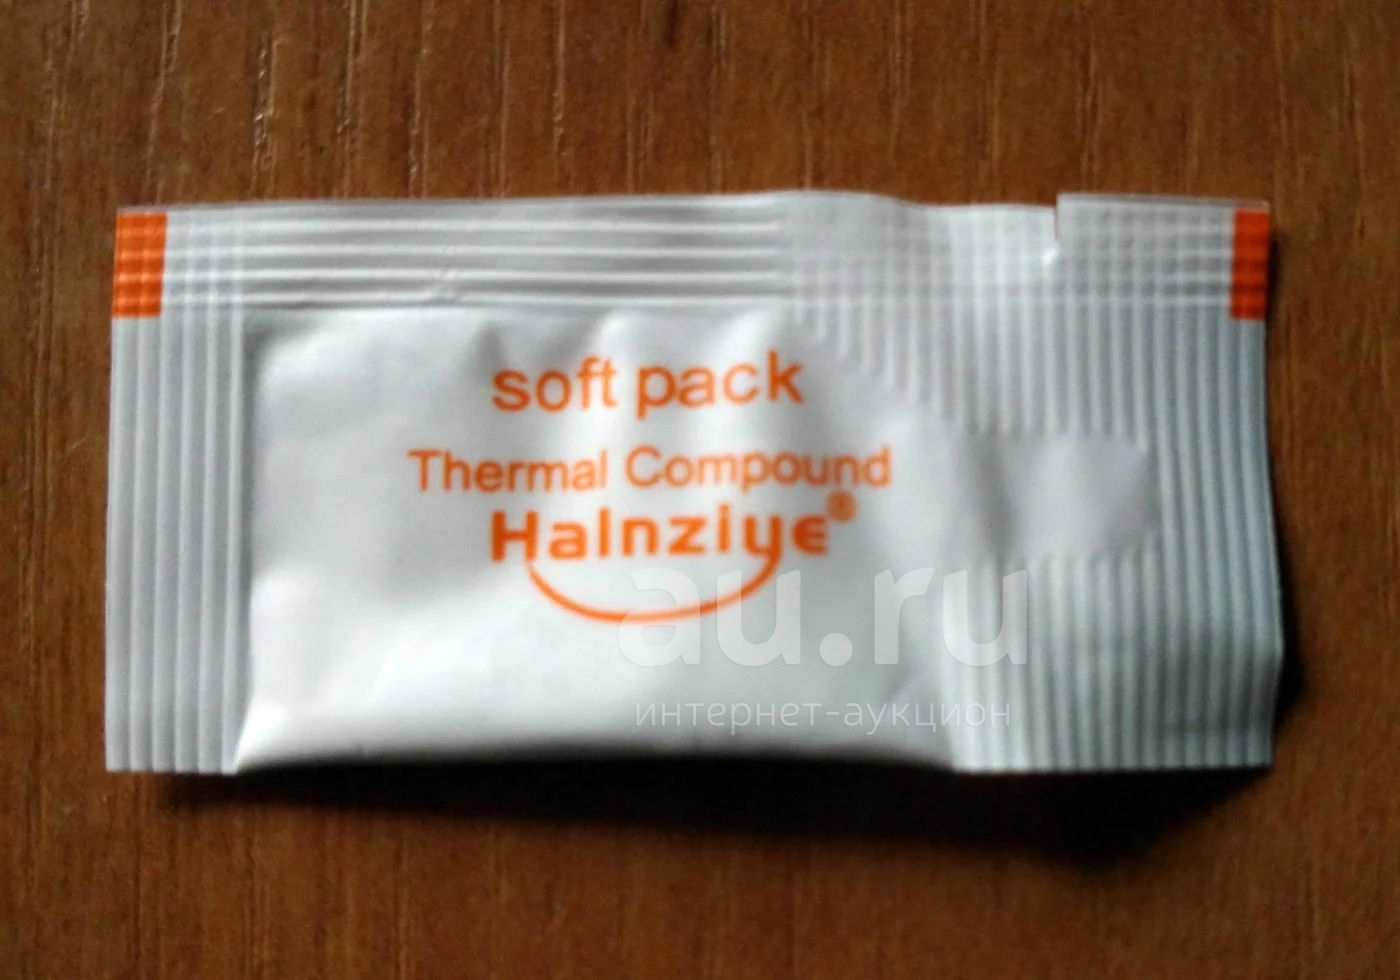 soft pack
Thermal Compound
Halnziye®
au.ru
интернет-аукцион